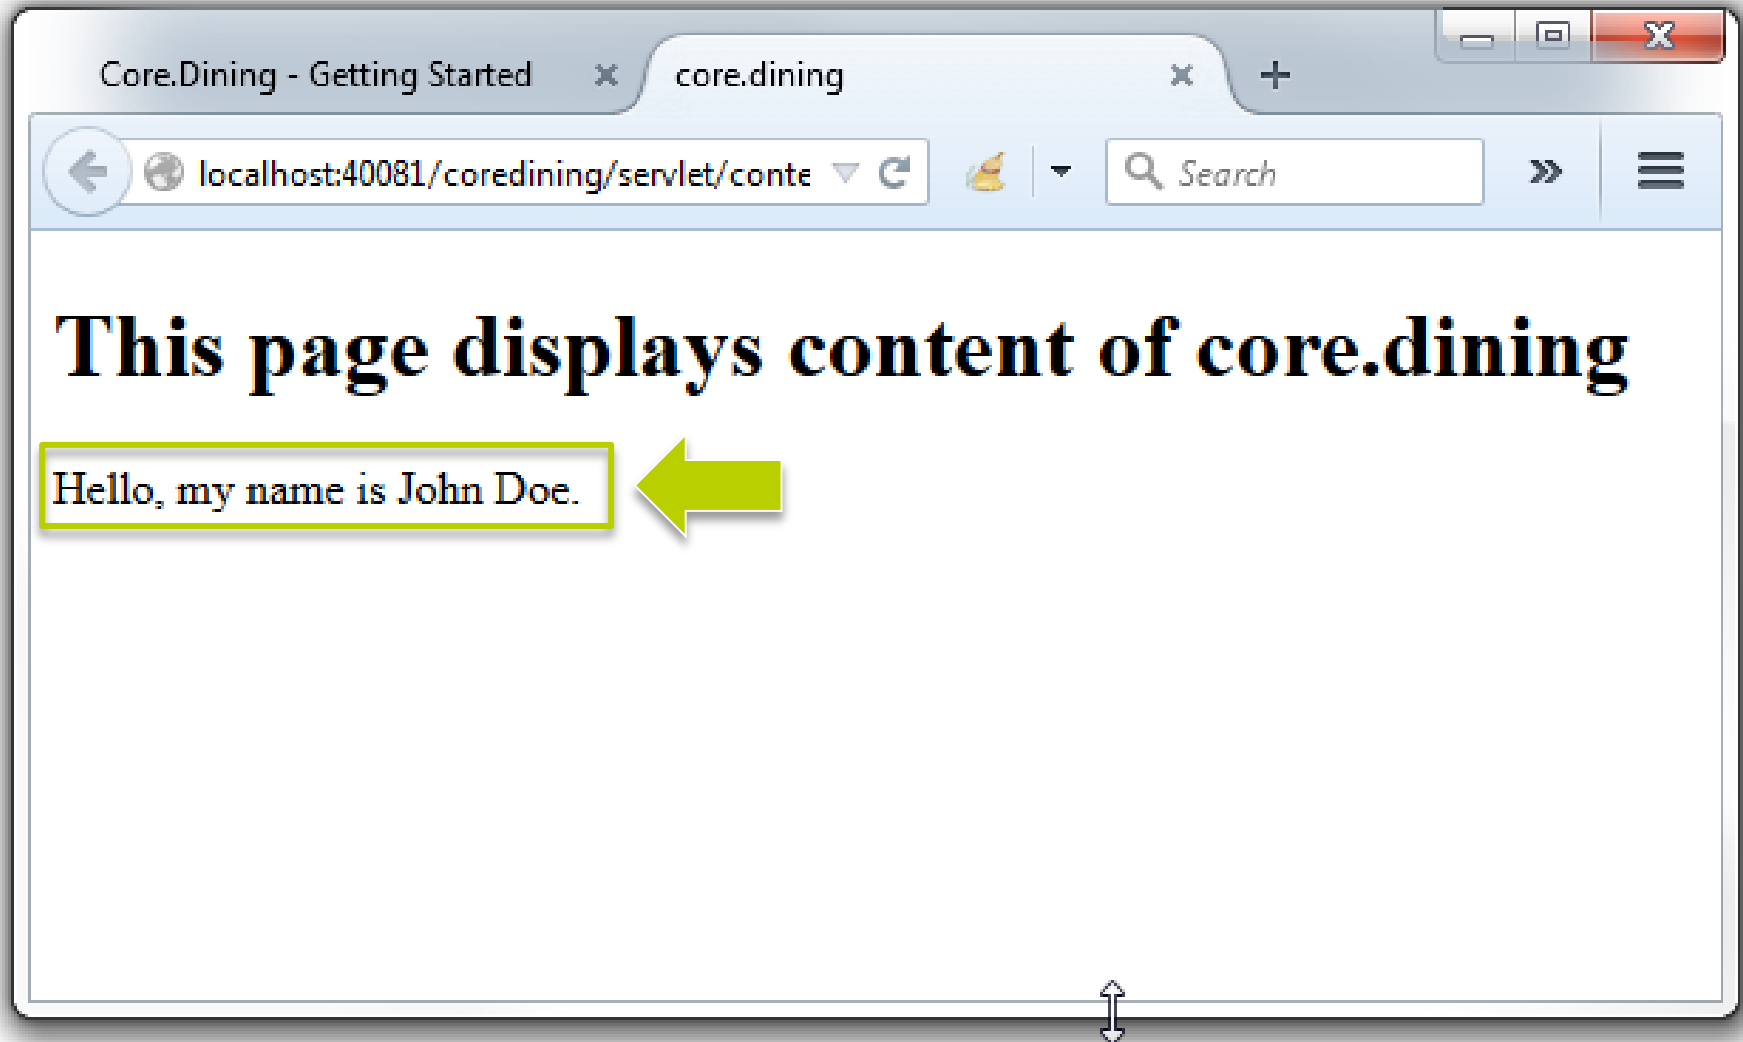 Core.Dining - Getting Started
core.dining
localhost:40081/coredining/servlet/conte
Search
This page displays content of core.dining
Hello, my name is John Doe.